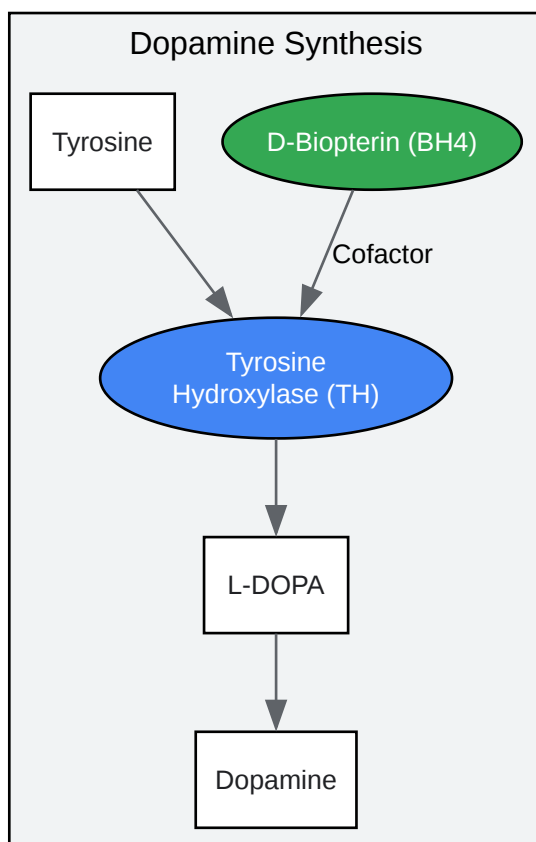 Dopamine Synthesis
Tyrosine
D-Biopterin (BH4)
Cofactor
Tyrosine
Hydroxylase (TH)
L-DOPA
Dopamine